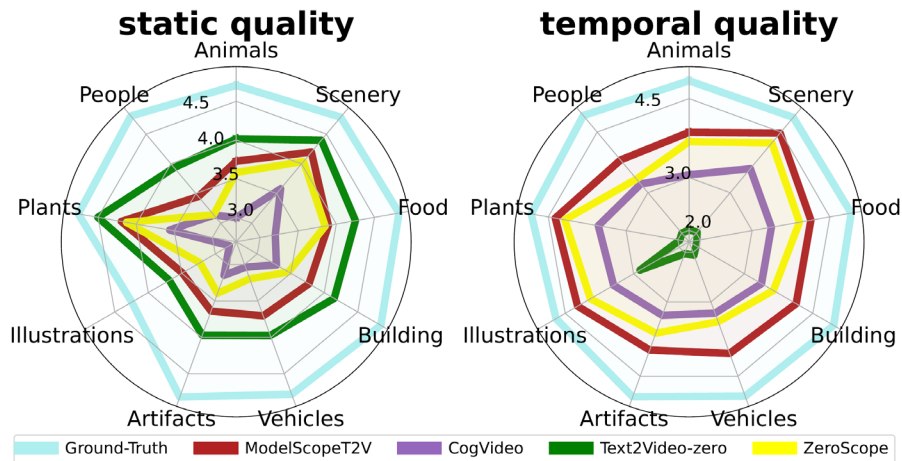 static quality
temporal quality
Animals
Animals
People
Scenery
People
Scenery
4.5
4.5
4.0
3.5
3.0
3.0
2.0
Plants
Food
Plants
Food
Illustrations
Building
Illustrations
Building
Artifacts
Vehicles
Artifacts
Vehicles
Ground-Truth
ModelScopeT2V
CogVideo
Text2Video-zero
ZeroScope